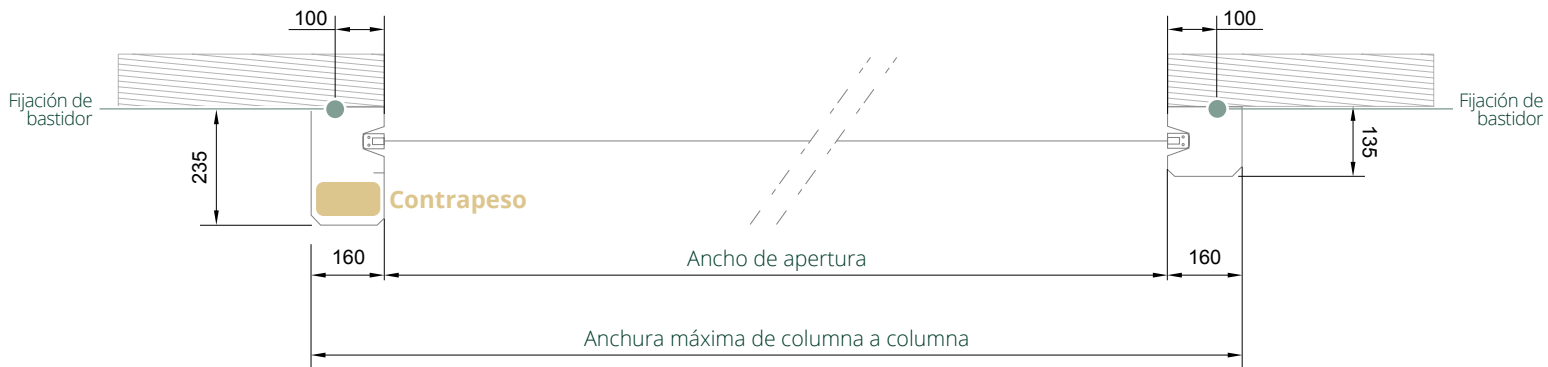 100
100
Fijación de
bastidor
Fijación de
bastidor
235
135
Contrapeso
160
Ancho de apertura
160
Anchura máxima de columna a columna